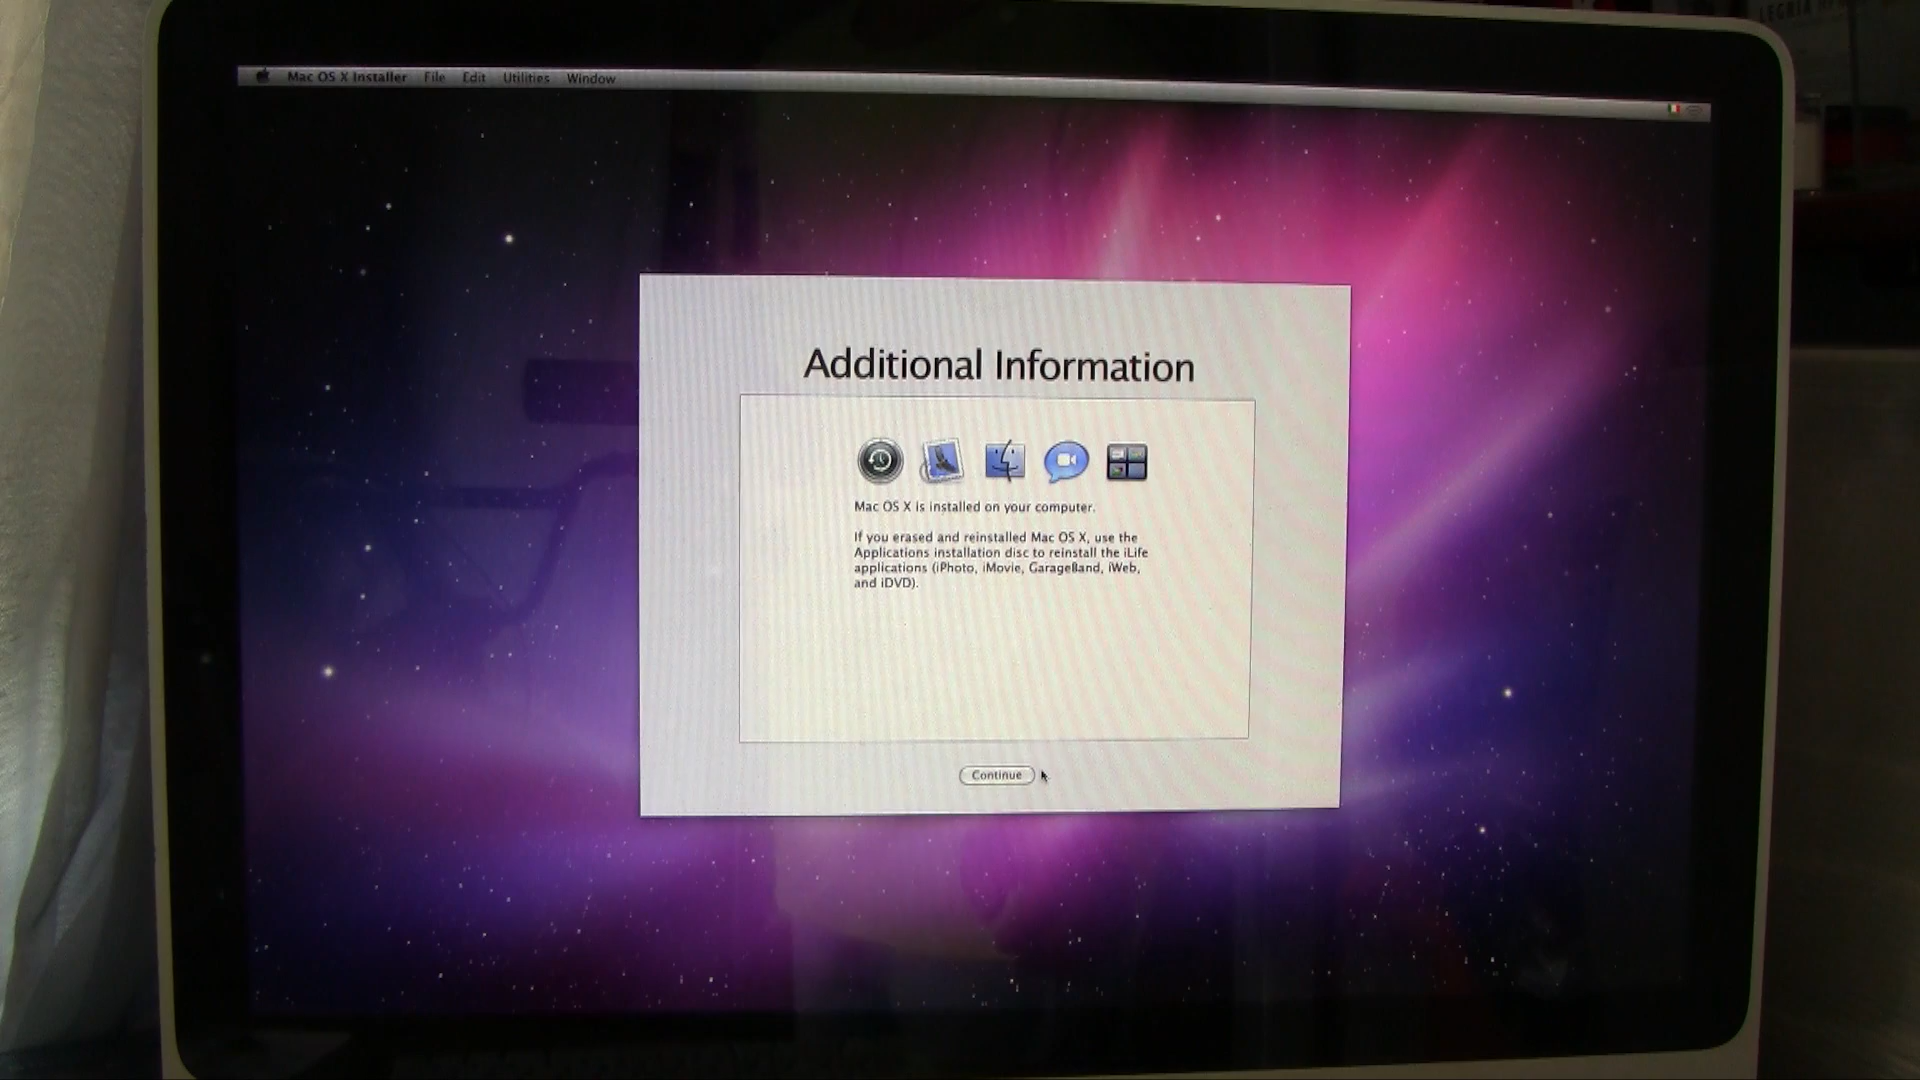 Mac OS X Installer File Edit Utilities Window
Additional Information
Mac OS X is installed on your computer.
If you erased and reinstalled Mac OS X, use the
Applications installation disc to reinstall the iLife
applications (iPhoto, iMovie, GarageBand, iWeb,
and iDVD).
Continue
LEGRIA